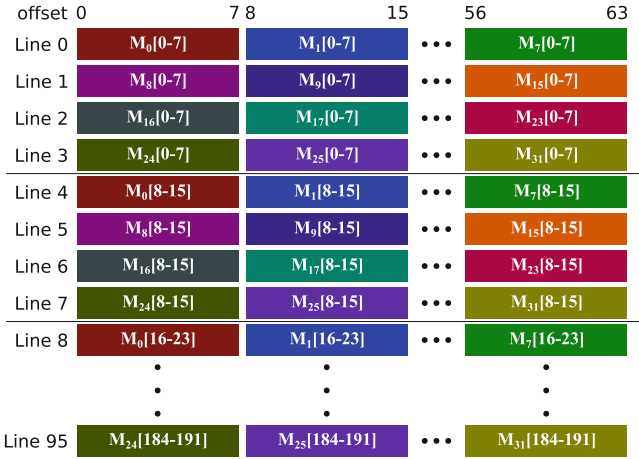 offset 0 7 8 15 56 63
Line 0 M0[0-7] M1[0-7] ••• M7[0-7]
Line 1 M8[0-7] M9[0-7] ••• M15[0-7]
Line 2 M16[0-7] M17[0-7] ••• M23[0-7]
Line 3 M24[0-7] M25[0-7] ••• M31[0-7]
Line 4 M0[8-15] M1[8-15] ••• M7[8-15]
Line 5 M8[8-15] M9[8-15] ••• M15[8-15]
Line 6 M16[8-15] M17[8-15] ••• M23[8-15]
Line 7 M24[8-15] M25[8-15] ••• M31[8-15]
Line 8 M0[16-23] M1[16-23] ••• M7[16-23]
Line 95 M24[184-191] M25[184-191] ••• M31[184-191]